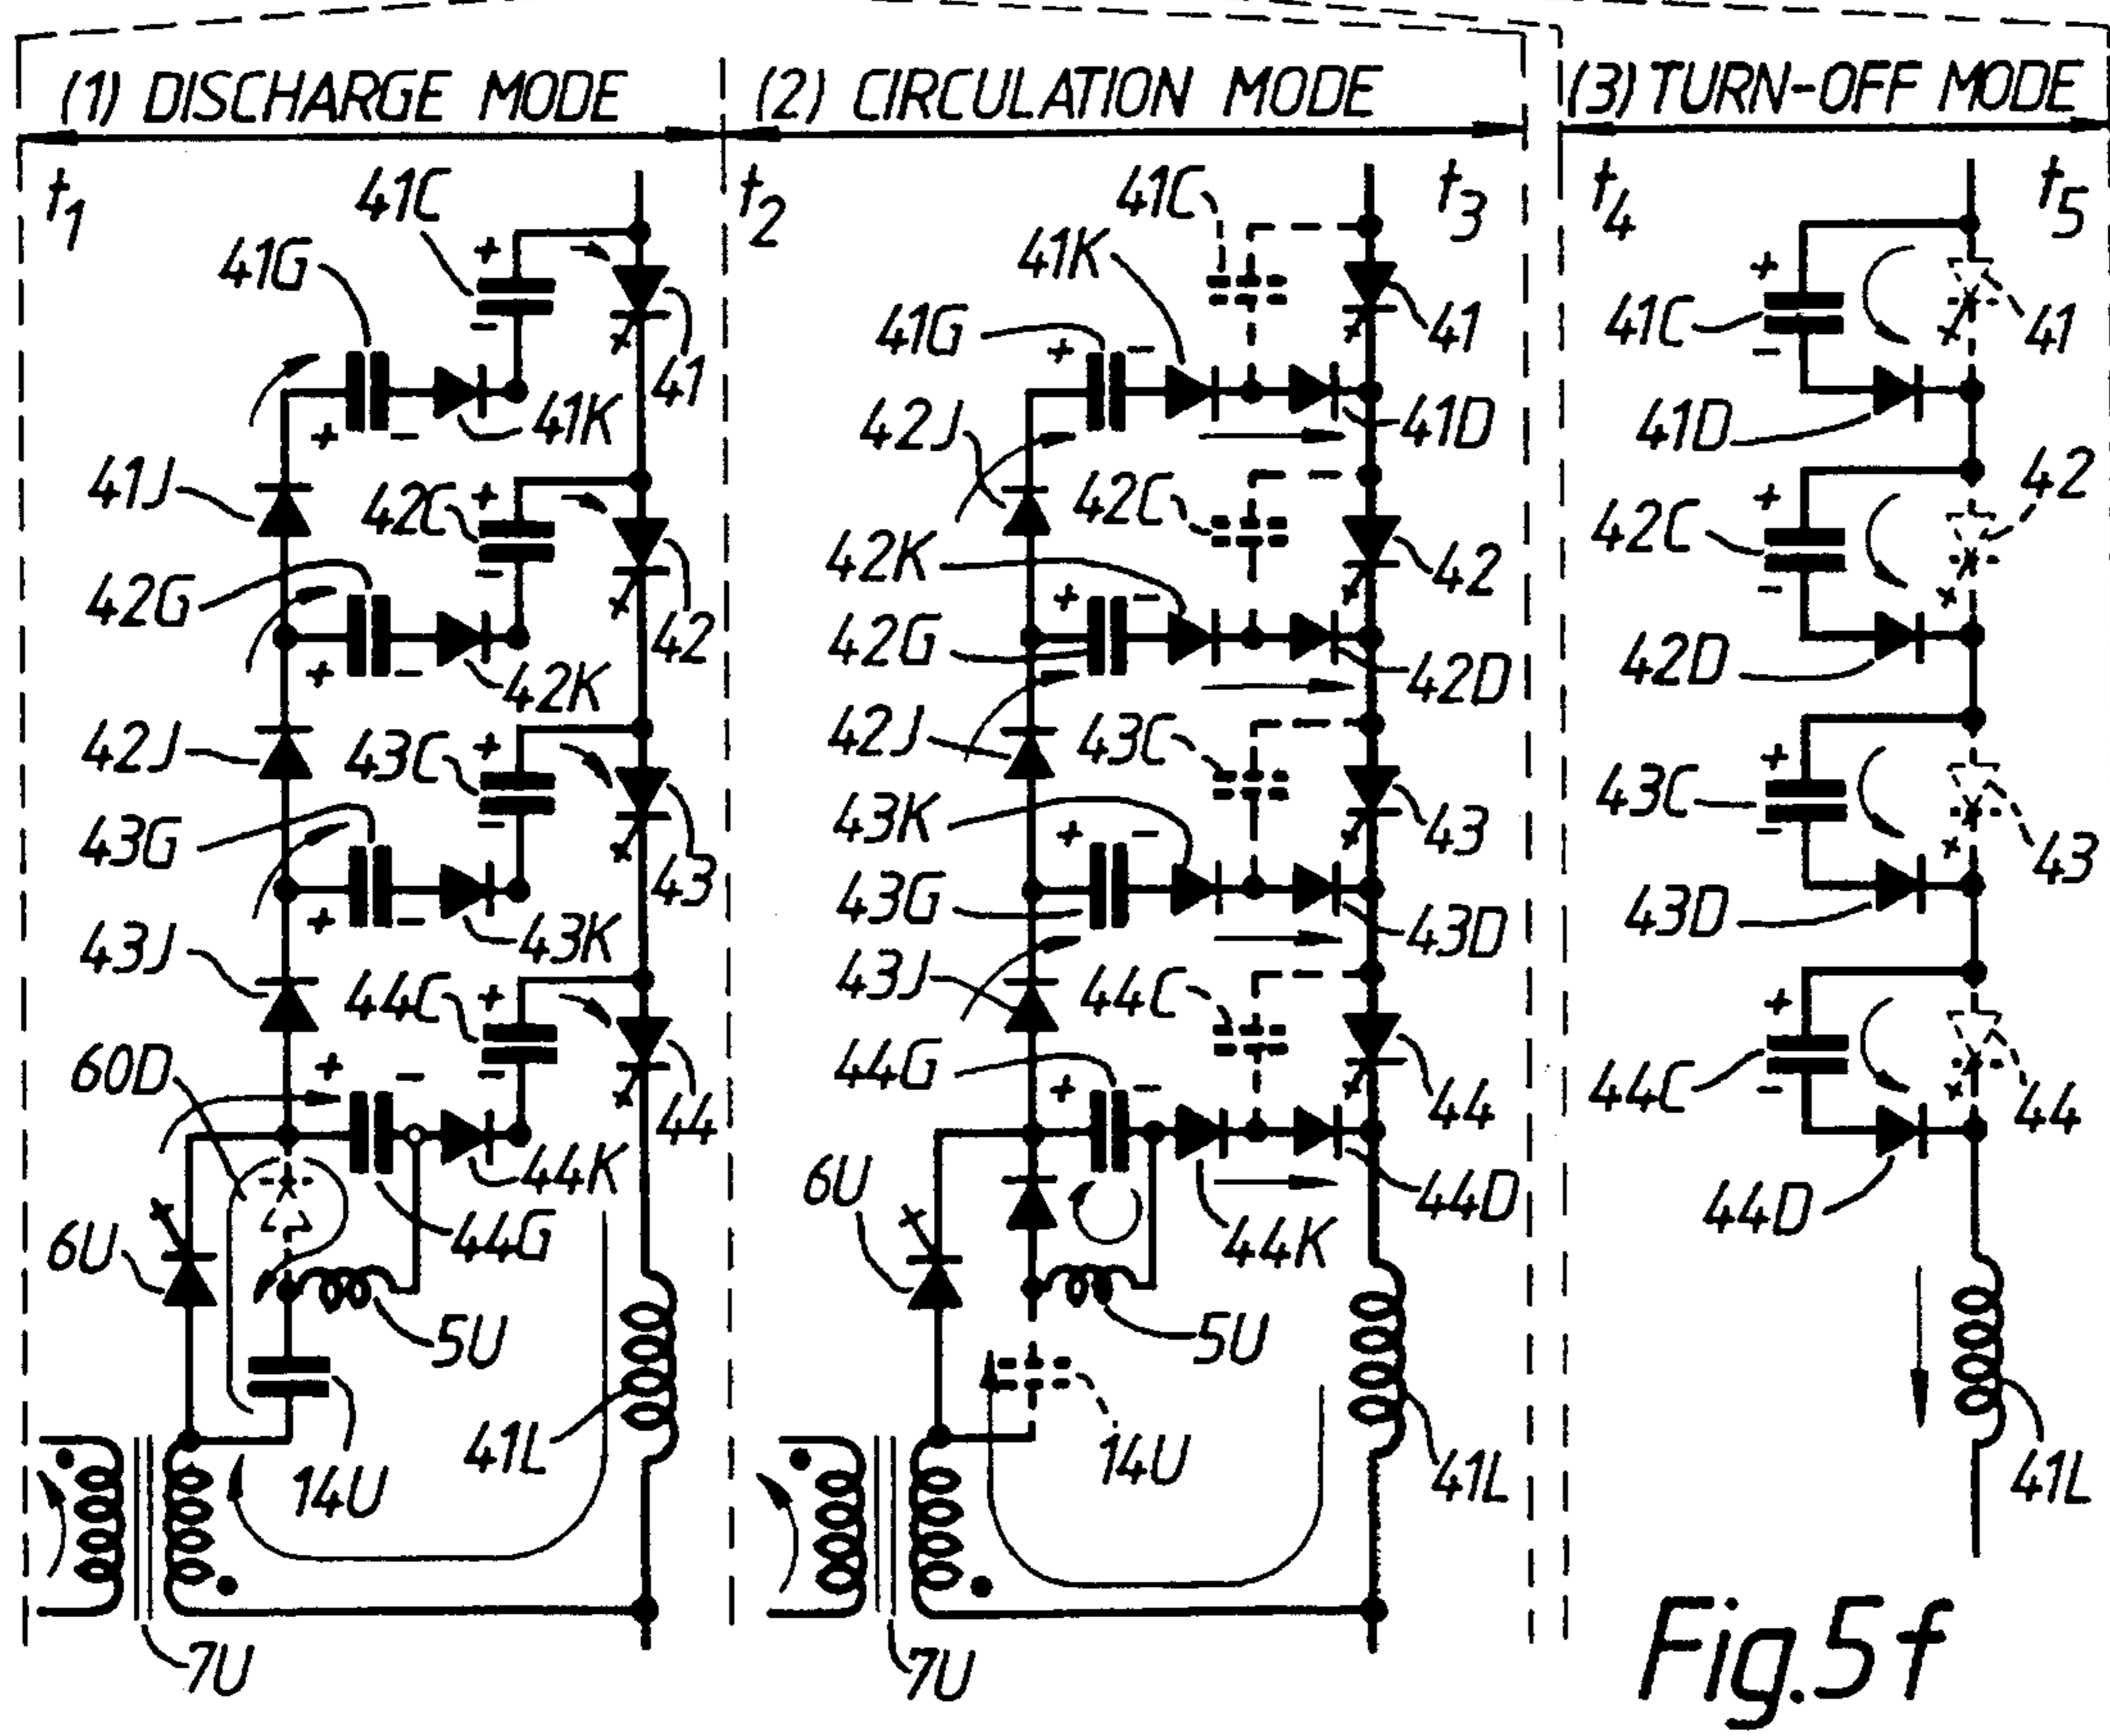 (1) DISCHARGE MODE
t1
41C
+
-
41G
41
+ -
41K
41J
42C
+
-
42G
42
+ -
42K
42J
43C
+
-
43G
43
+ -
43K
43J
44C
+
-
60D
+ -
44
44K
44G
6U
5U
41L
14U
7U
(2) CIRCULATION MODE
t2
t3
41C
41K
41G
+ -
41
42J
41D
42C
42K
42
+ -
42G
42D
42J
43C
43K
43
+ -
43G
43D
43J
44C
44G
+ -
44
6U
44D
44K
5U
14U
41L
7U
(3) TURN-OFF MODE
t4
t5
+
41C
-
41
41D
42
+
42C
-
42D
+
43C
-
43
43D
+
44C
-
44
44D
41L
Fig.5f